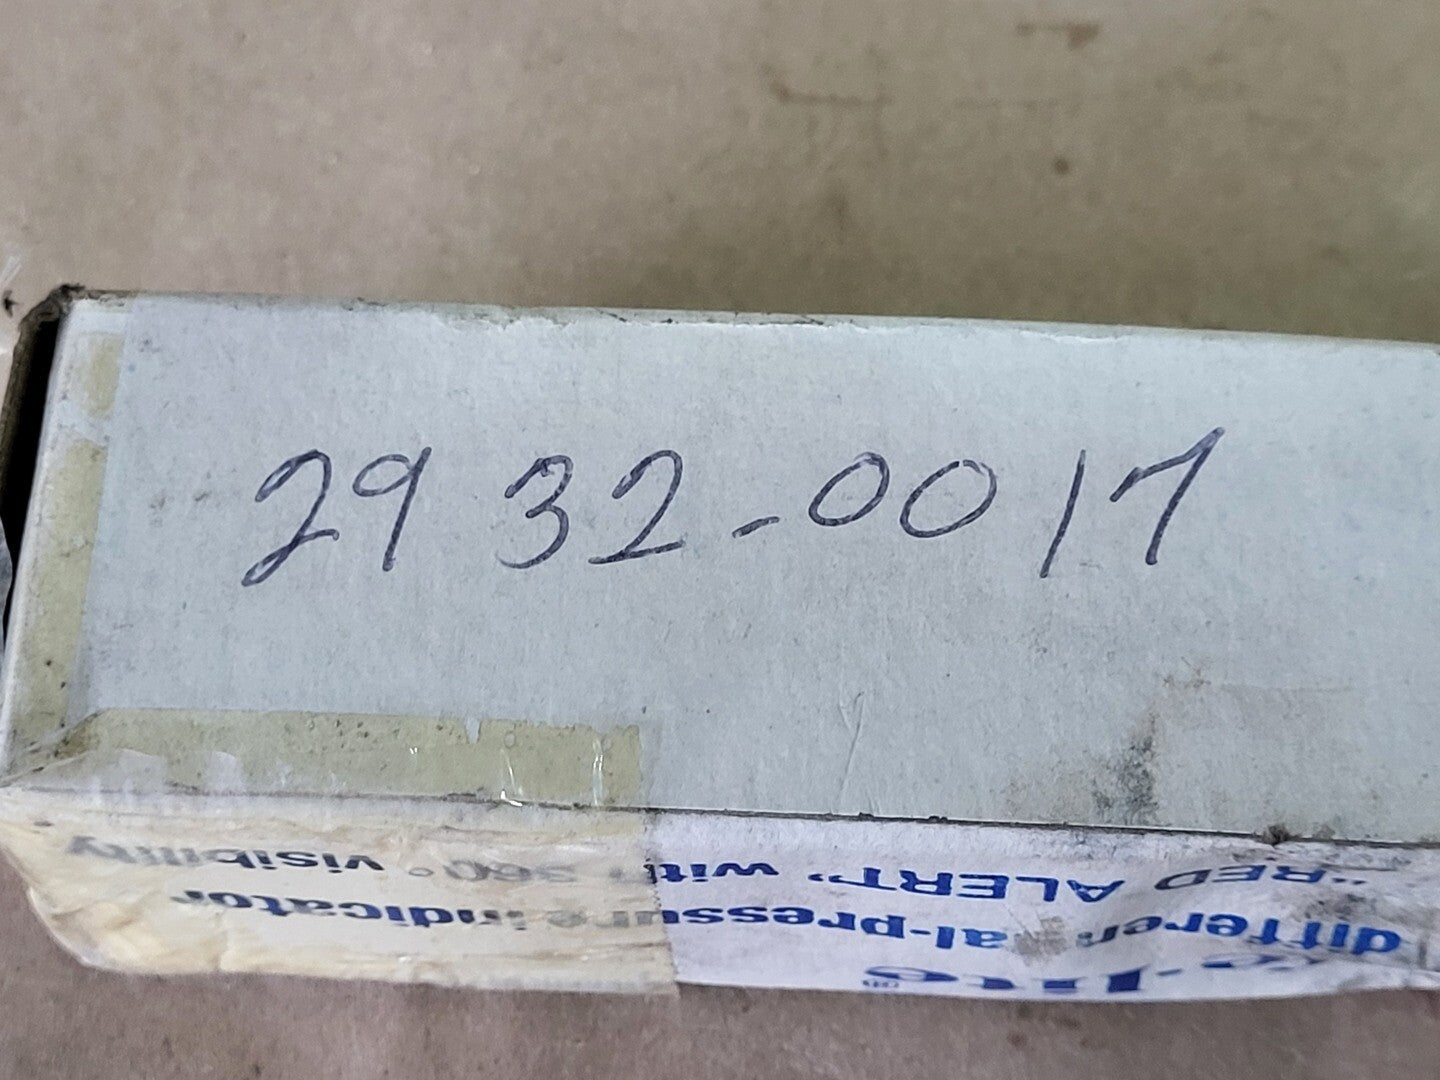 2932-0017
"RED ALERT" with 360° visibility
differential-pressure indicator